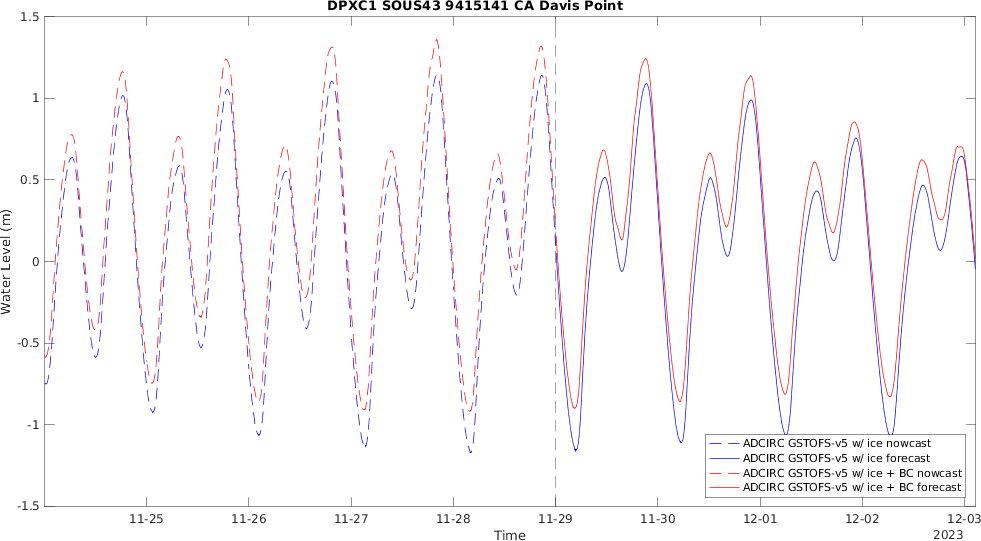 DPXC1 SOUS43 9415141 CA Davis Point
1.5
1
0.5
0
-0.5
-1
-1.5
Water Level (m)
11-25
11-26
11-27
11-28
11-29
11-30
12-01
12-02
12-03
2023
Time
ADCIRC GSTOFS-v5 w/ ice nowcast
ADCIRC GSTOFS-v5 w/ ice forecast
ADCIRC GSTOFS-v5 w/ ice + BC nowcast
ADCIRC GSTOFS-v5 w/ ice + BC forecast